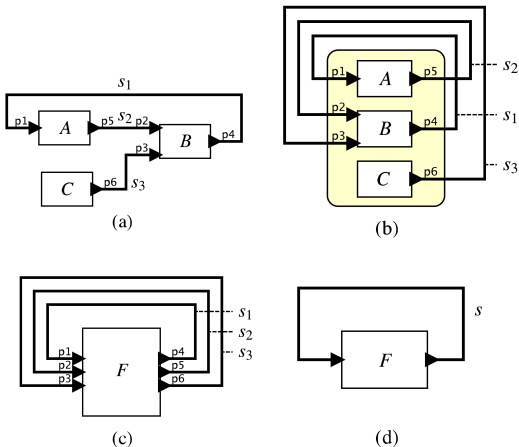 s1
p1 A p5 s2 p2 B p4
p3
C p6 s3
(a)
p1 A p5 s2
p2 B p4 s1
p3
C p6 s3
(b)
s1
s2
p1 F p4 s3
p2 p5
p3 p6
(c)
s
F
(d)